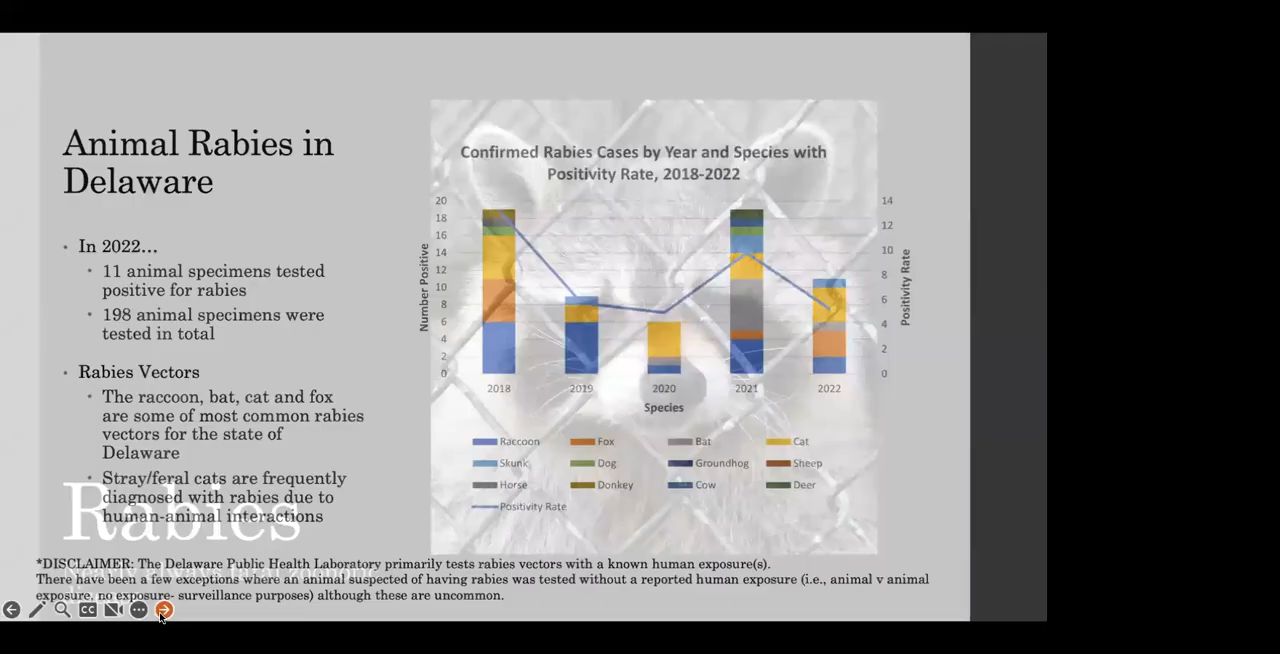 Animal Rabies in
Delaware
• In 2022…
• 11 animal specimens tested
positive for rabies
• 198 animal specimens were
tested in total
• Rabies Vectors
• The raccoon, bat, cat and fox
are some of most common rabies
vectors for the state of
Delaware
• Stray/feral cats are frequently
diagnosed with rabies due to
human-animal interactions
Rabies
Confirmed Rabies Cases by Year and Species with
Positivity Rate, 2018-2022
20
18
16
14
12
10
8
6
4
2
0
Number Positive
14
12
10
8
6
4
2
0
Positivity Rate
2018 2019 2020 2021 2022
Species
Raccoon Fox Bat Cat
Skunk Dog Groundhog Sheep
Horse Donkey Cow Deer
Positivity Rate
*DISCLAIMER: The Delaware Public Health Laboratory primarily tests rabies vectors with a known human exposure(s).
There have been a few exceptions where an animal suspected of having rabies was tested without a reported human exposure (i.e., animal v animal
exposure, no exposure- surveillance purposes) although these are uncommon.
CC